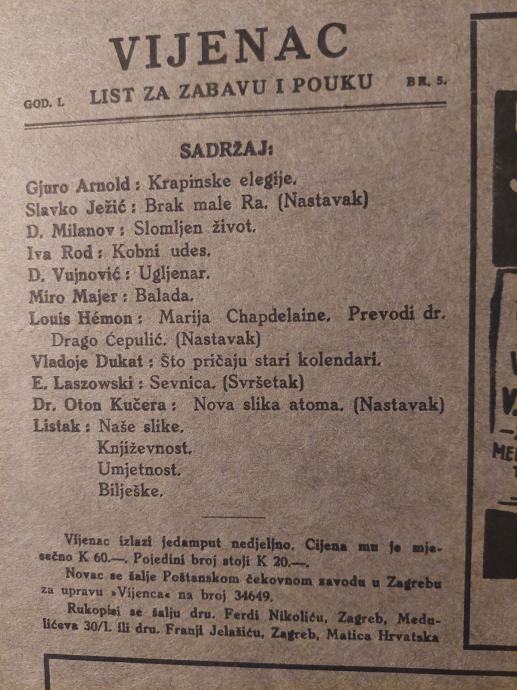 VIJENAC
GOD. I. LIST ZA ZABAVU I POUKU BR. 5.
SADRŽAJ:
Gjuro Arnold: Krapinske elegije.
Slavko Ježić: Brak male Ra. (Nastavak)
D. Milanov: Slomljen život.
Iva Rod: Kobni udes.
D. Vujnović: Ugljenar.
Miro Majer: Balada.
Louis Hémon: Marija Chapdelaine. Prevodi dr.
Drago Ćepulić. (Nastavak)
Vladoje Dukat: Što pričaju stari kolendari.
E. Laszowski: Sevnica. (Svršetak)
Dr. Oton Kučera: Nova slika atoma. (Nastavak)
Listak: Naše slike.
Književnost.
Umjetnost.
Bilješke.
Vijenac izlazi jedamput nedjeljno. Cijena mu je mje-
sečno K 60.—. Pojedini broj stoji K 20.—.
Novac se šalje Poštanskom čekovnom zavodu u Zagrebu
za upravu »Vijenca« na broj 34649.
Rukopisi se šalju dru. Ferdi Nikoliću, Zagreb, Medu-
lićeva 30/I. ili dru. Franji Jelašiću, Zagreb, Matica Hrvatska